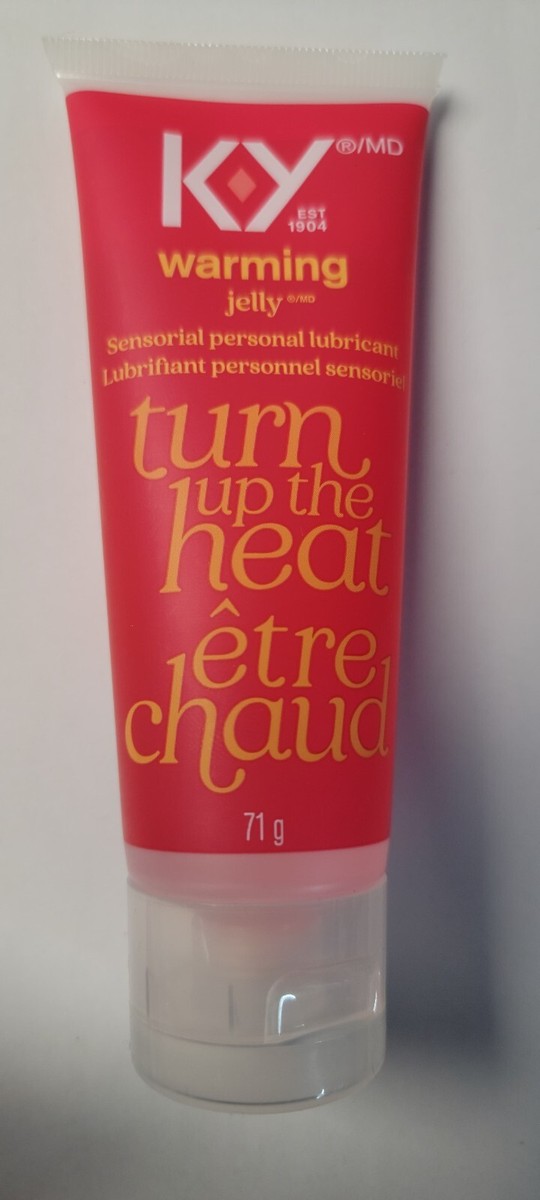 K-Y®/MD
EST
1904
warming
jelly ®/MD
Sensorial personal lubricant
Lubrifiant personnel sensoriel
turn
up the
heat
être
chaud
71 g